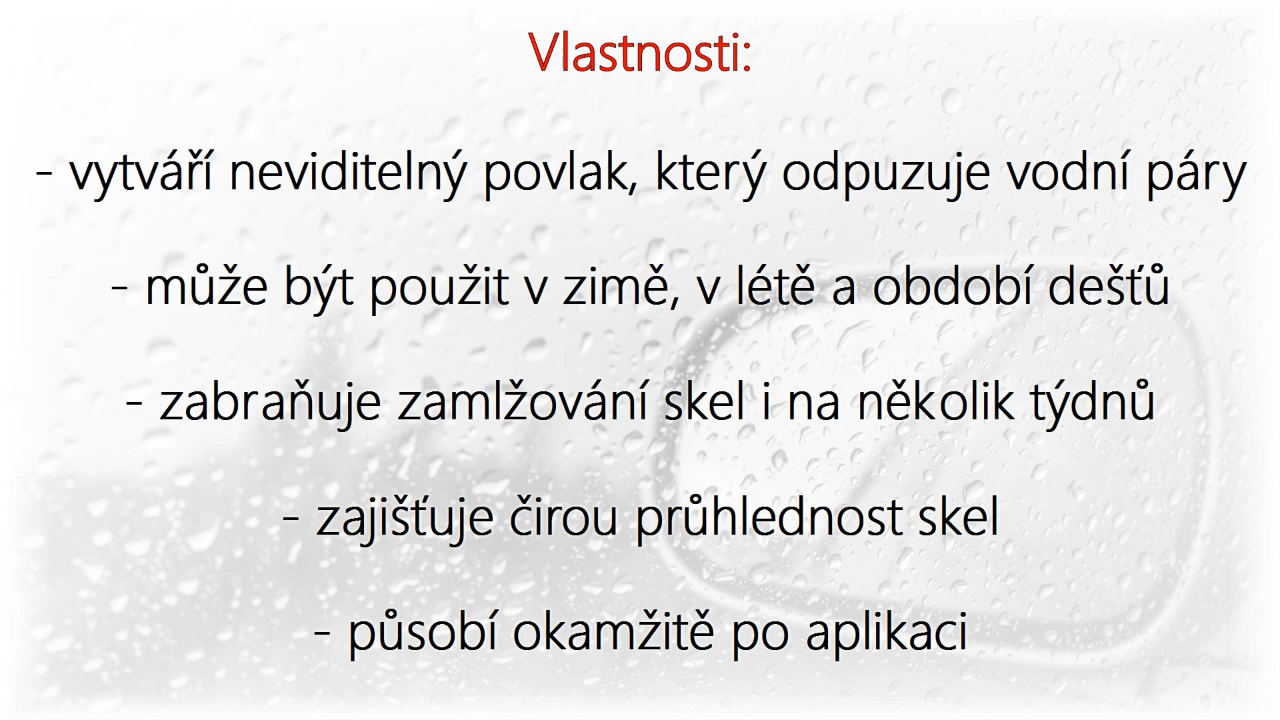 Vlastnosti:
- vytváří neviditelný povlak, který odpuzuje vodní páry
- může být použit v zimě, v létě a období dešťů
- zabraňuje zamlžování skel i na několik týdnů
- zajišťuje čirou průhlednost skel
- působí okamžitě po aplikaci